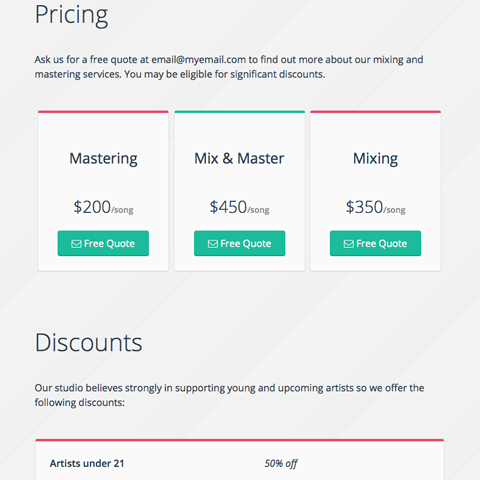 Pricing
Ask us for a free quote at email@myemail.com to find out more about our mixing and
mastering services. You may be eligible for significant discounts.
Mastering
$200/song
Free Quote
Mix & Master
$450/song
Free Quote
Mixing
$350/song
Free Quote
Discounts
Our studio believes strongly in supporting young and upcoming artists so we offer the
following discounts:
Artists under 21 50% off